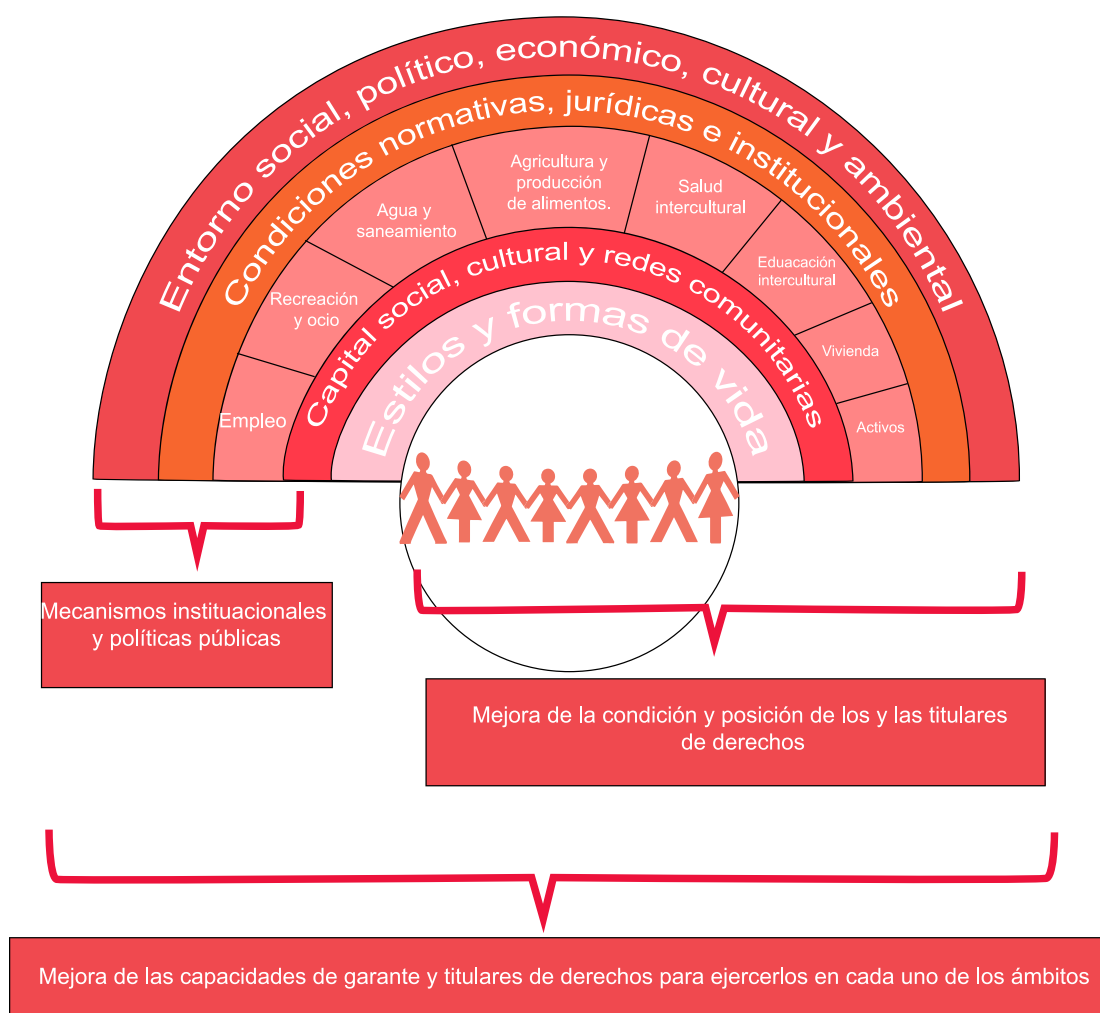 Entorno social, político, económico, cultural y ambiental
Condiciones normativas, jurídicas e institucionales
Agricultura y
producción
de alimentos.
Salud
intercultural
Agua y
saneamiento
Eduacación
intercultural
Recreación
y ocio
Vivienda
Empleo
Activos
Capital social, cultural y redes comunitarias
Estilos y formas de vida
Mecanismos instituacionales
y políticas públicas
Mejora de la condición y posición de los y las titulares
de derechos
Mejora de las capacidades de garante y titulares de derechos para ejercerlos en cada uno de los ámbitos